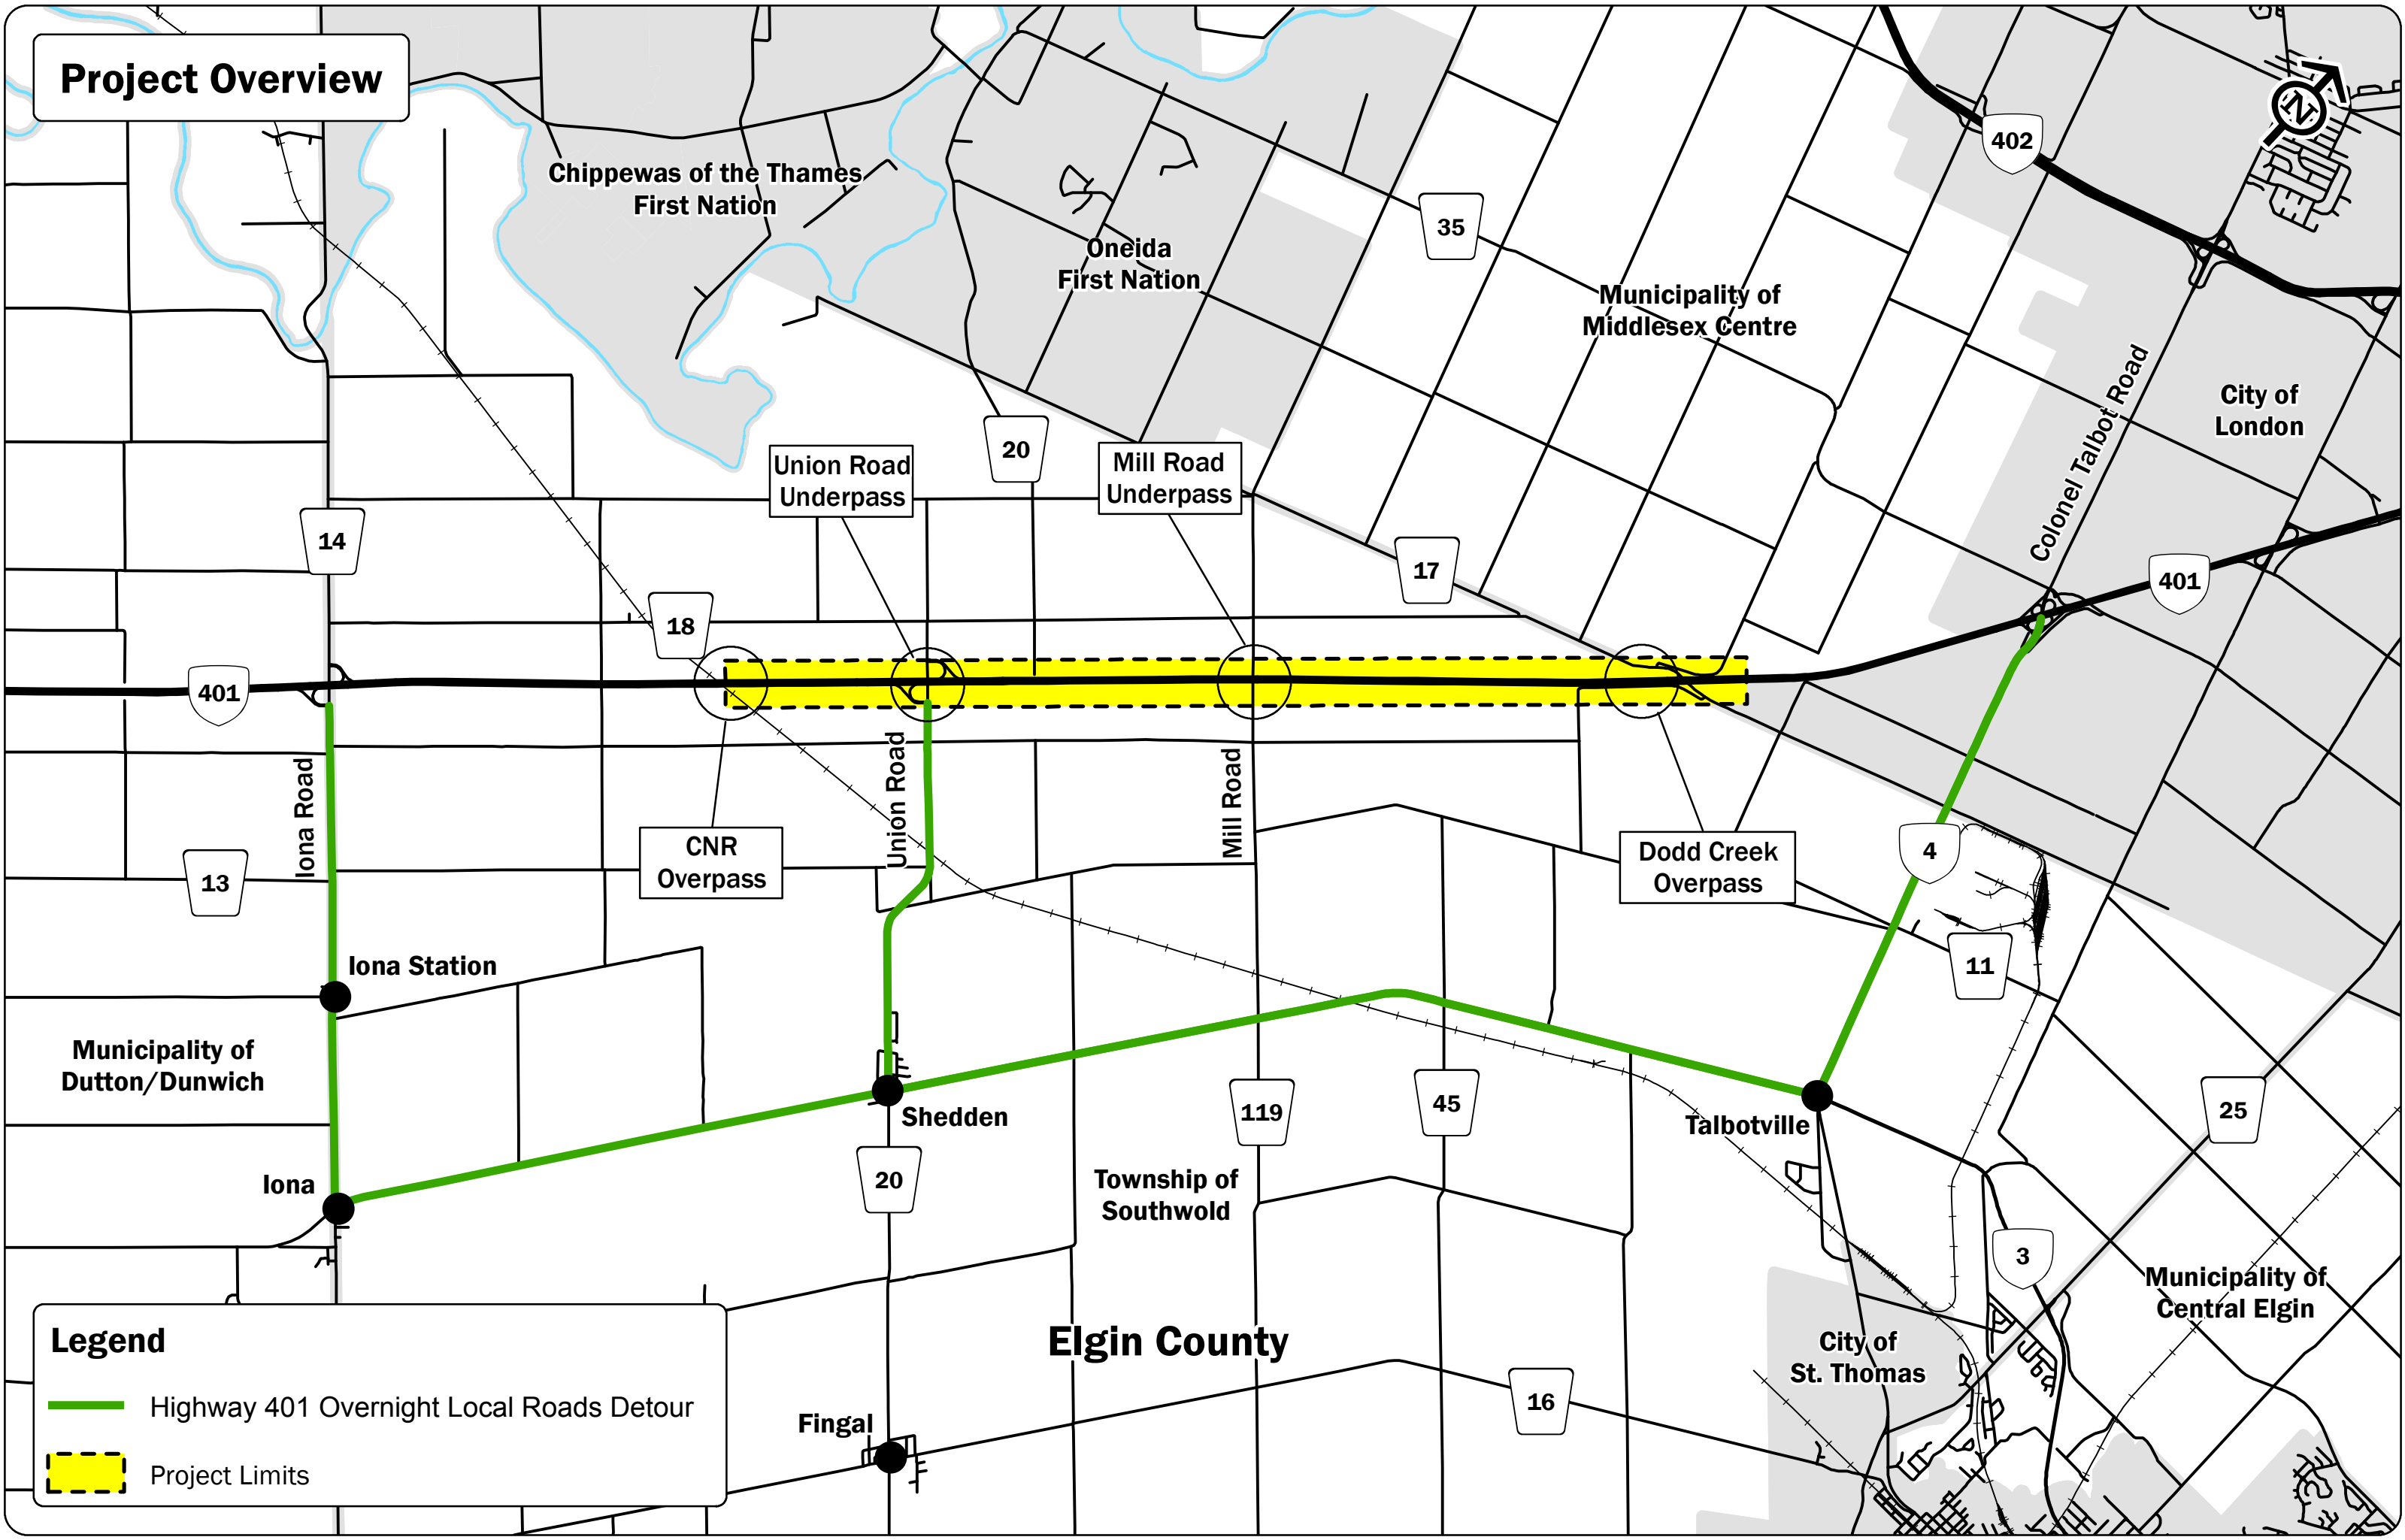 Project Overview
N
402
Chippewas of the Thames
First Nation
Oneida
First Nation
35
Municipality of
Middlesex Centre
Colonel Talbot Road
City of
London
20
Union Road
Underpass
Mill Road
Underpass
14
17
18
401
401
Iona Road
Union Road
Mill Road
CNR
Overpass
Dodd Creek
Overpass
4
13
11
Iona Station
Municipality of
Dutton/Dunwich
Shedden
119
45
Talbotville
25
Iona
20
Township of
Southwold
3
Municipality of
Central Elgin
Elgin County
City of
St. Thomas
16
Fingal
Legend
Highway 401 Overnight Local Roads Detour
Project Limits